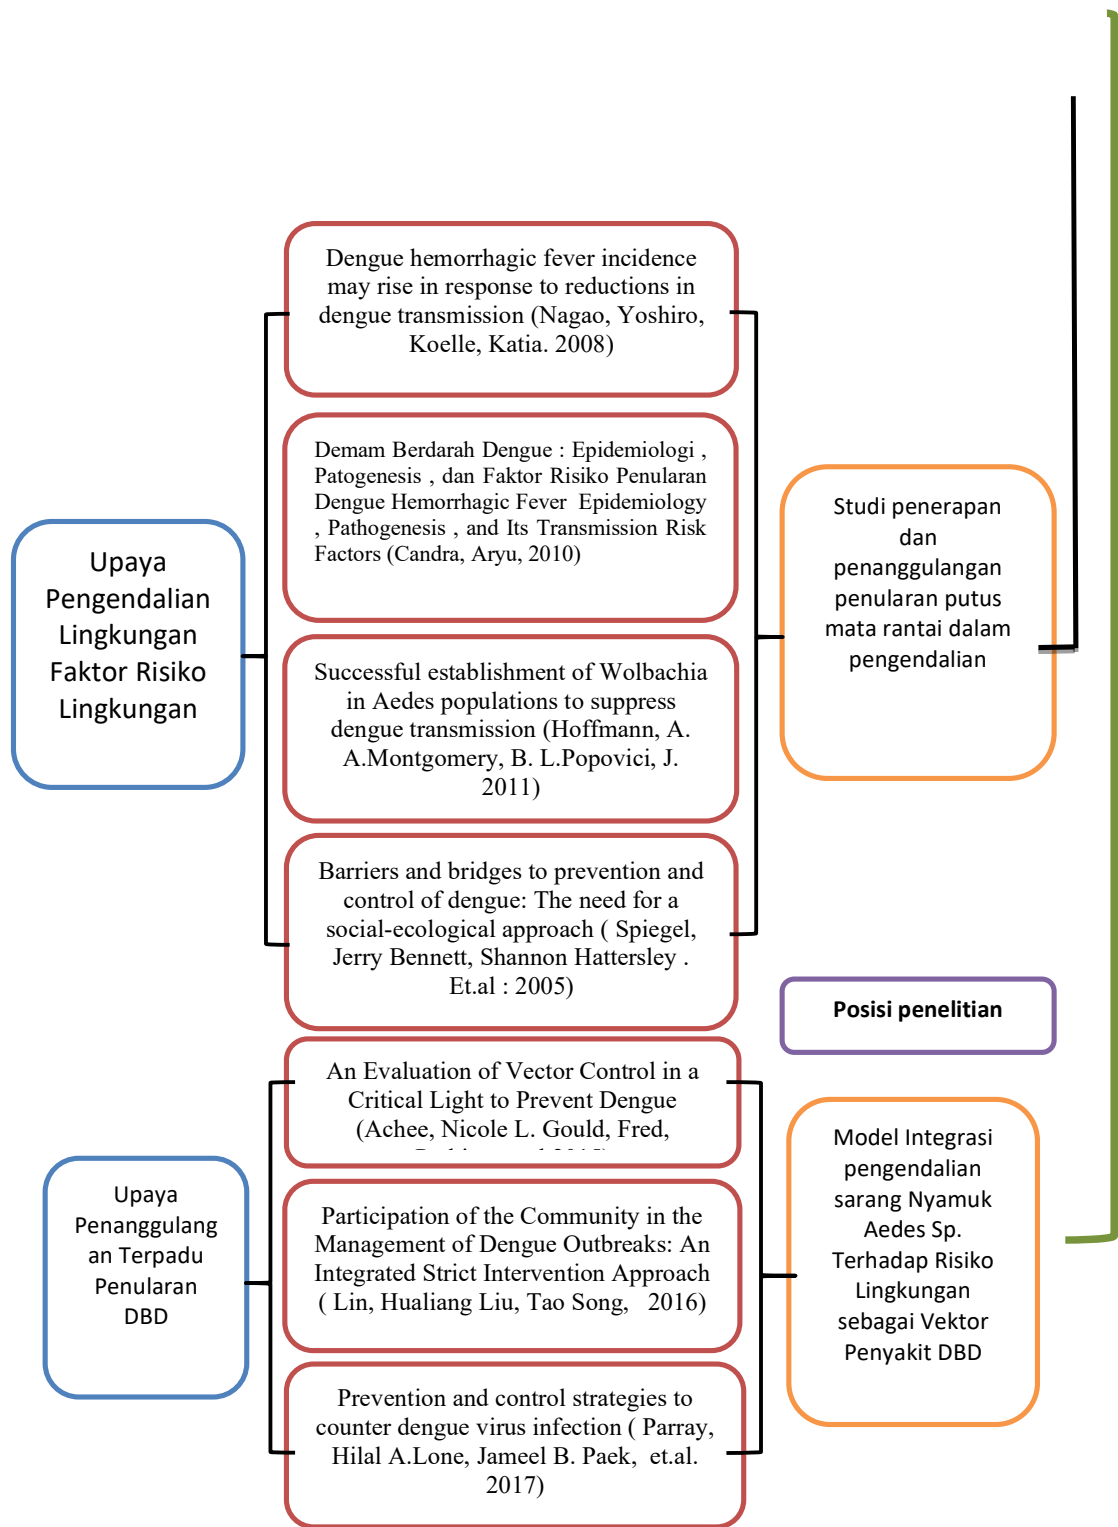 Dengue hemorrhagic fever incidence
may rise in response to reductions in
dengue transmission (Nagao, Yoshiro,
Koelle, Katia. 2008)
Demam Berdarah Dengue : Epidemiologi ,
Patogenesis , dan Faktor Risiko Penularan
Dengue Hemorrhagic Fever Epidemiology
, Pathogenesis , and Its Transmission Risk
Factors (Candra, Aryu, 2010)
Upaya
Pengendalian
Lingkungan
Faktor Risiko
Lingkungan
Successful establishment of Wolbachia
in Aedes populations to suppress
dengue transmission (Hoffmann, A.
A.Montgomery, B. L.Popovici, J.
2011)
Barriers and bridges to prevention and
control of dengue: The need for a
social-ecological approach ( Spiegel,
Jerry Bennett, Shannon Hattersley .
Et.al : 2005)
Studi penerapan
dan
penanggulangan
penularan putus
mata rantai dalam
pengendalian
Posisi penelitian
Upaya
Penanggulang
an Terpadu
Penularan
DBD
An Evaluation of Vector Control in a
Critical Light to Prevent Dengue
(Achee, Nicole L. Gould, Fred,
Participation of the Community in the
Management of Dengue Outbreaks: An
Integrated Strict Intervention Approach
( Lin, Hualiang Liu, Tao Song, 2016)
Prevention and control strategies to
counter dengue virus infection ( Parray,
Hilal A.Lone, Jameel B. Paek, et.al.
2017)
Model Integrasi
pengendalian
sarang Nyamuk
Aedes Sp.
Terhadap Risiko
Lingkungan
sebagai Vektor
Penyakit DBD